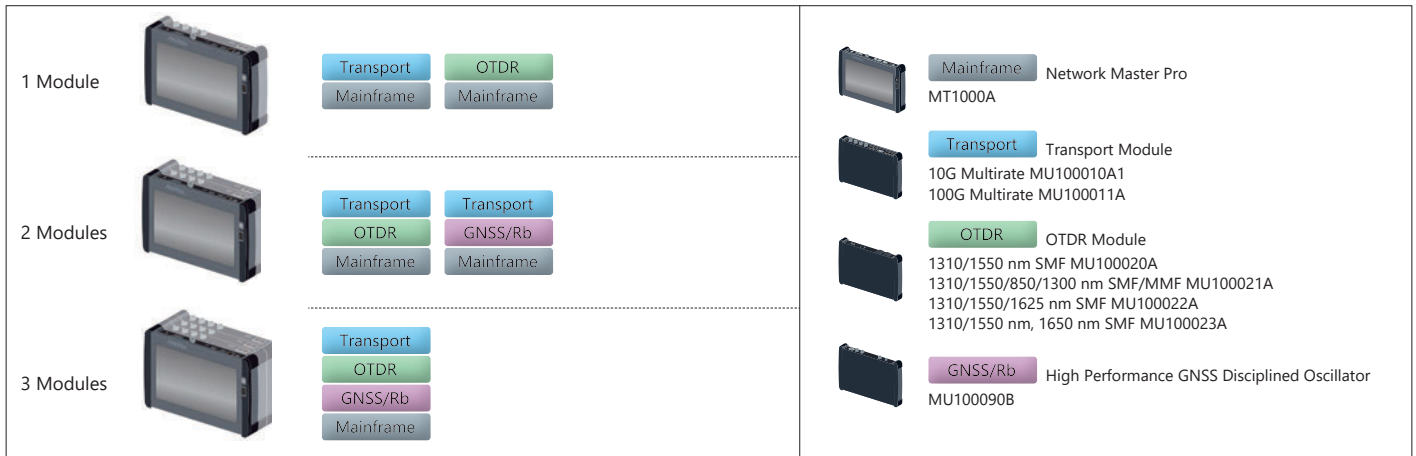 1 Module
Transport
Mainframe
OTDR
Mainframe
2 Modules
Transport
OTDR
Mainframe
Transport
GNSS/Rb
Mainframe
3 Modules
Transport
OTDR
GNSS/Rb
Mainframe
Mainframe Network Master Pro
MT1000A
Transport Transport Module
10G Multirate MU100010A1
100G Multirate MU100011A
OTDR OTDR Module
1310/1550 nm SMF MU100020A
1310/1550/850/1300 nm SMF/MMF MU100021A
1310/1550/1625 nm SMF MU100022A
1310/1550 nm, 1650 nm SMF MU100023A
GNSS/Rb High Performance GNSS Disciplined Oscillator
MU100090B